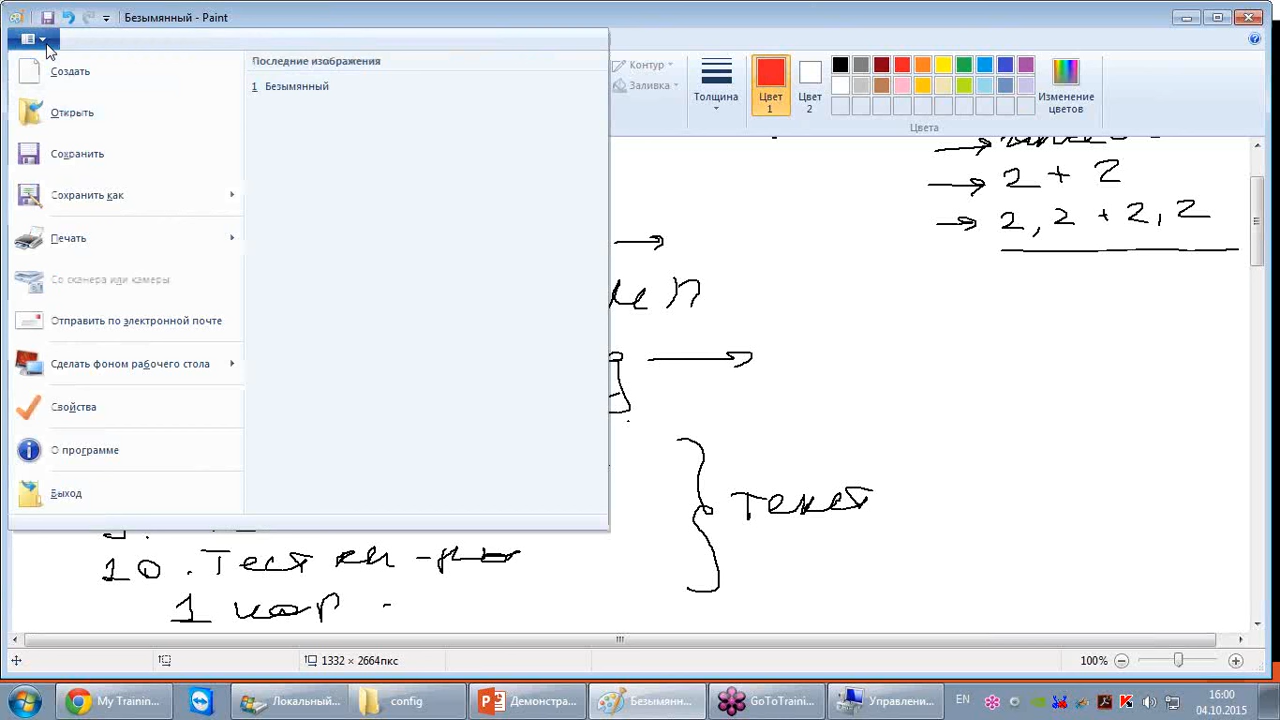 Безымянный - Paint
Контур
Заливка
Толщина
Цвет 1
Цвет 2
Изменение цветов
Цвета
Создать
Открыть
Сохранить
Сохранить как
Печать
Со сканера или камеры
Отправить по электронной почте
Сделать фоном рабочего стола
Свойства
О программе
Выход
Последние изображения
1 Безымянный
2 + 2
2,2 + 2,2
текст
10. Тест
1 кор
1332 × 2664пкс
100%
My Trainin...
Локальный...
config
Демонстра...
Безымянн...
GoToTraini...
Управлени...
EN
16:00
04.10.2015